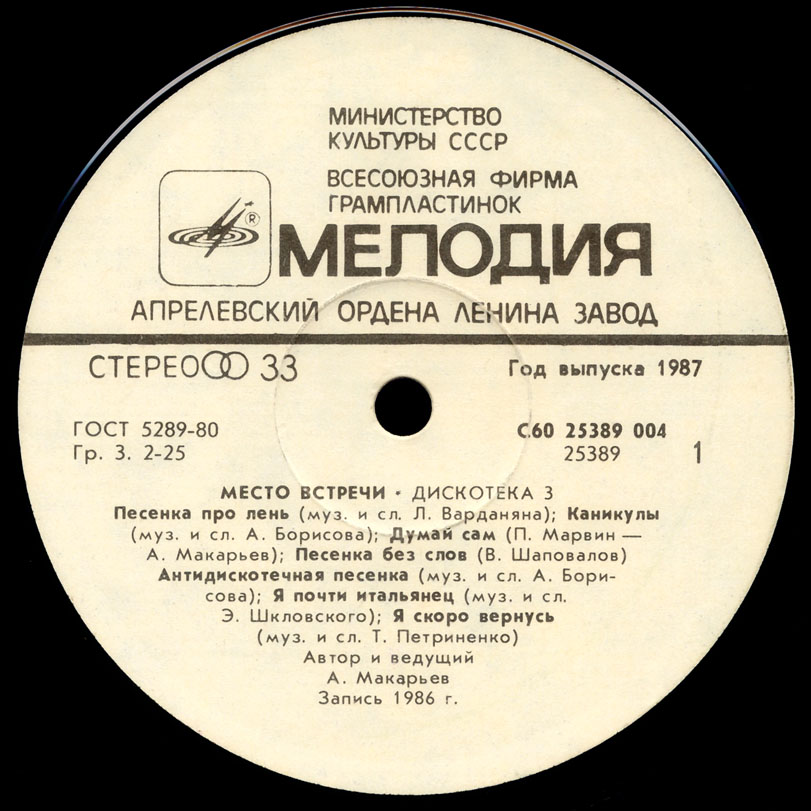 МИНИСТЕРСТВО
КУЛЬТУРЫ СССР
ВСЕСОЮЗНАЯ ФИРМА
ГРАМПЛАСТИНОК
®
МЕЛОДИЯ
АПРЕЛЕВСКИЙ ОРДЕНА ЛЕНИНА ЗАВОД
СТЕРЕО 33
Год выпуска 1987
ГОСТ 5289-80
С60 25389 004
Гр. 3. 2-25
25389
1
МЕСТО ВСТРЕЧИ • ДИСКОТЕКА 3
Песенка про лень (муз. и сл. Л. Варданяна); Каникулы
(муз. и сл. А. Борисова); Думай сам (П. Марвин —
А. Макарьев); Песенка без слов (В. Шаповалов)
Антидискотечная песенка (муз. и сл. А. Бори-
сова); Я почти итальянец (муз. и сл.
Э. Шкловского); Я скоро вернусь
(муз. и сл. Т. Петриненко)
Автор и ведущий
А. Макарьев
Запись 1986 г.